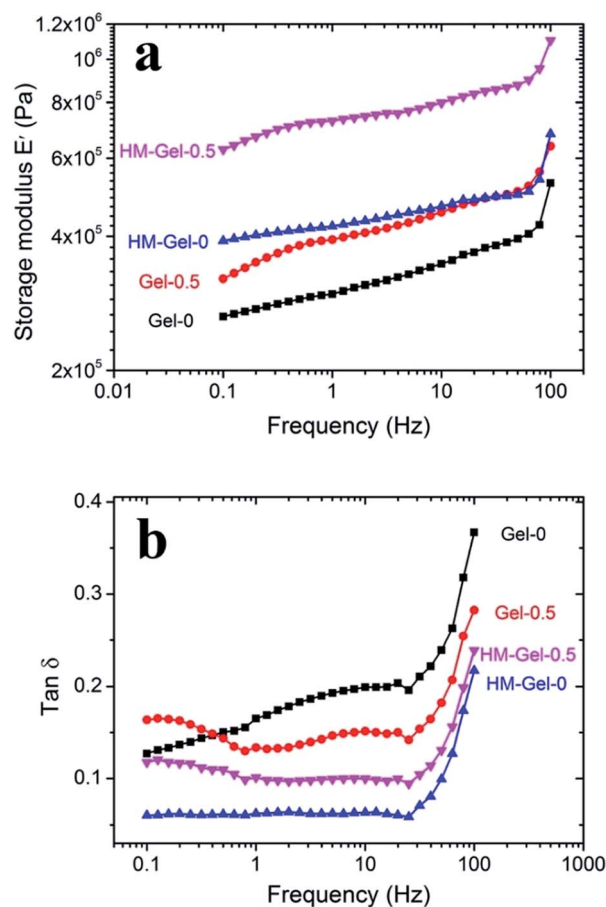 a
1.2x10⁶
10⁶
8x10⁵
6x10⁵
4x10⁵
2x10⁵
Storage modulus E' (Pa)
HM-Gel-0.5
HM-Gel-0
Gel-0.5
Gel-0
0.01
0.1
1
10
100
Frequency (Hz)
b
0.4
0.3
0.2
0.1
Tan δ
Gel-0
Gel-0.5
HM-Gel-0.5
HM-Gel-0
0.1
1
10
100
1000
Frequency (Hz)